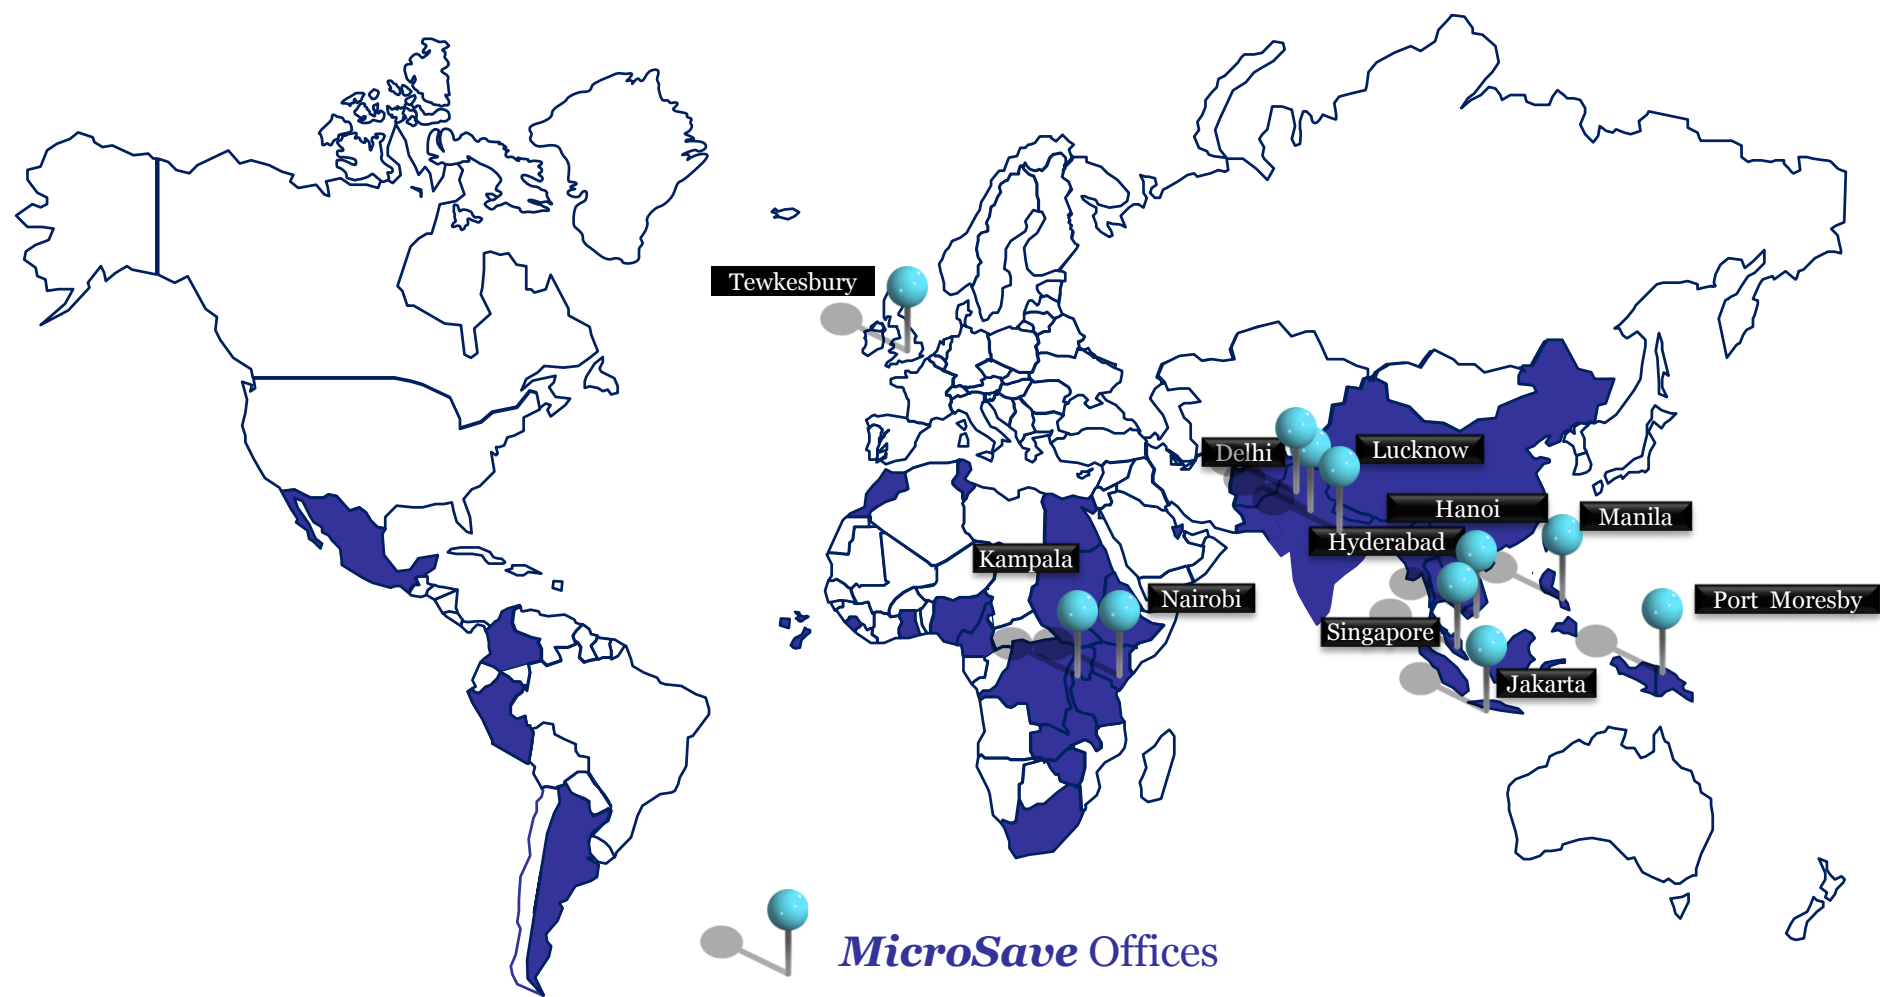 Tewkesbury
Delhi
Lucknow
Hanoi
Manila
Hyderabad
Kampala
Nairobi
Port Moresby
Singapore
Jakarta
MicroSave Offices